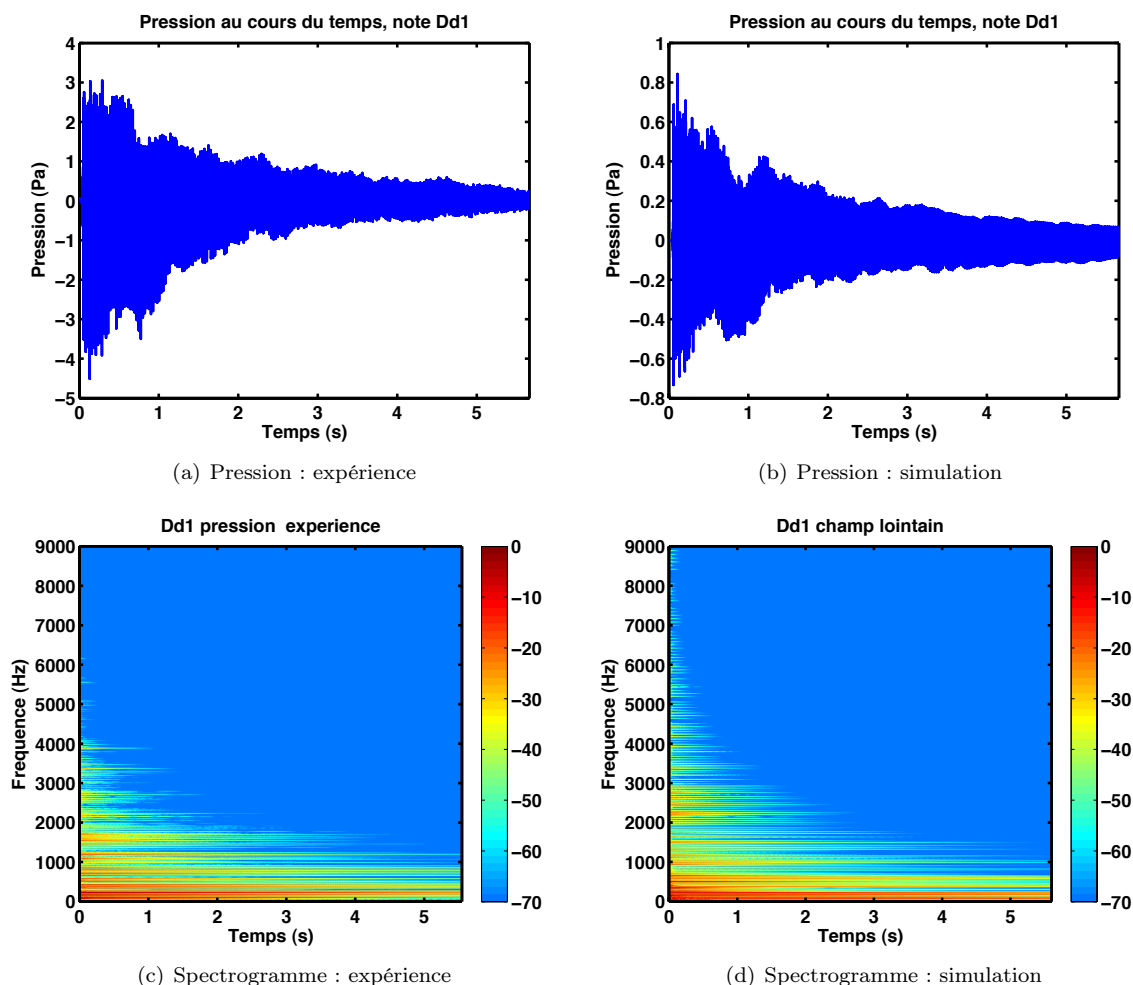 Pression au cours du temps, note Dd1
4
3
2
1
0
−1
−2
−3
−4
−5
Pression (Pa)
0 1 2 3 4 5
Temps (s)
(a) Pression : expérience
Pression au cours du temps, note Dd1
1
0.8
0.6
0.4
0.2
0
−0.2
−0.4
−0.6
−0.8
Pression (Pa)
0 1 2 3 4 5
Temps (s)
(b) Pression : simulation
Dd1 pression experience
9000
8000
7000
6000
5000
4000
3000
2000
1000
0
Frequence (Hz)
0 1 2 3 4 5
Temps (s)
0
−10
−20
−30
−40
−50
−60
−70
(c) Spectrogramme : expérience
Dd1 champ lointain
9000
8000
7000
6000
5000
4000
3000
2000
1000
0
Frequence (Hz)
0 1 2 3 4 5
Temps (s)
0
−10
−20
−30
−40
−50
−60
−70
(d) Spectrogramme : simulation